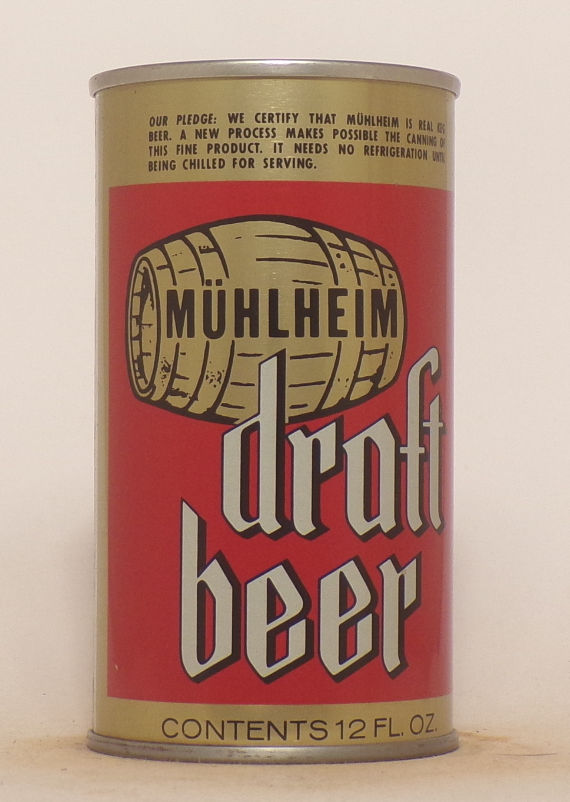 OUR PLEDGE: WE CERTIFY THAT MÜHLHEIM IS REAL KEG
BEER. A NEW PROCESS MAKES POSSIBLE THE CANNING OF
THIS FINE PRODUCT. IT NEEDS NO REFRIGERATION UNTIL
BEING CHILLED FOR SERVING.
MÜHLHEIM
draft
beer
CONTENTS 12 FL. OZ.